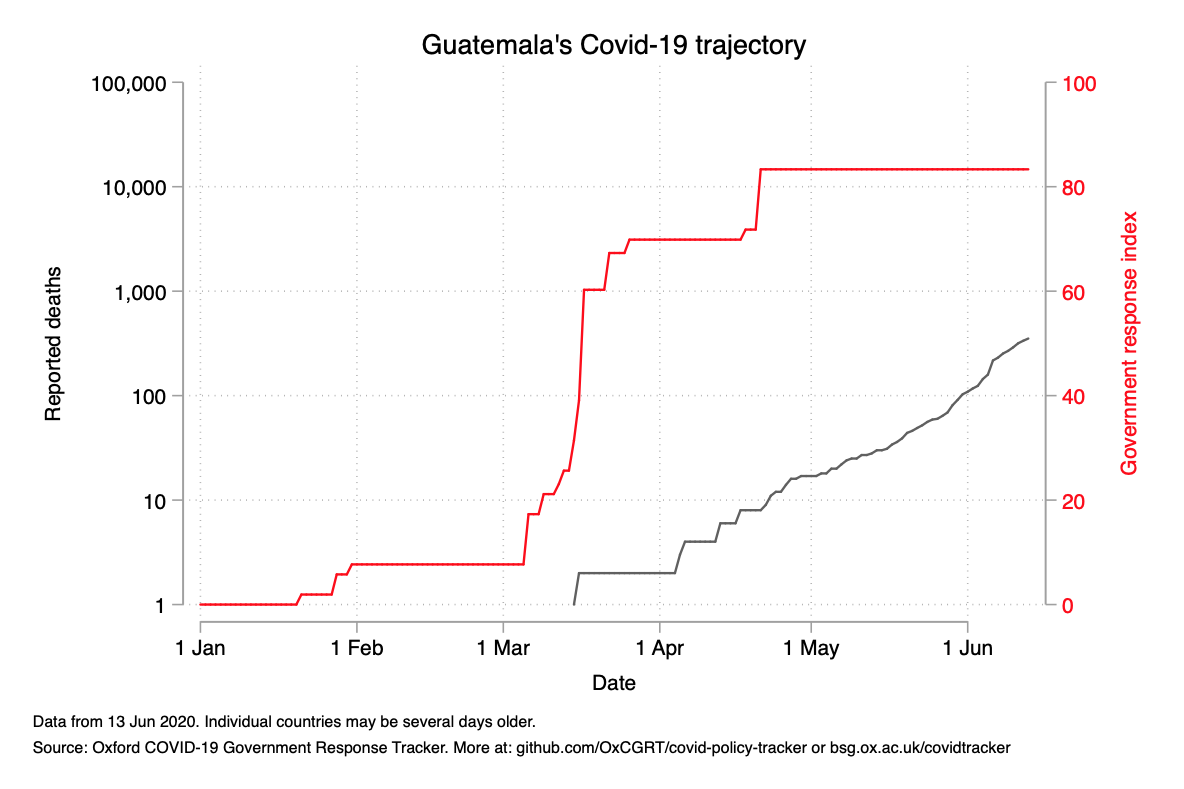 Guatemala's Covid-19 trajectory
100,000
10,000
1,000
100
10
1
Reported deaths
100
80
60
40
20
0
Government response index
1 Jan 1 Feb 1 Mar 1 Apr 1 May 1 Jun
Date
Data from 13 Jun 2020. Individual countries may be several days older.
Source: Oxford COVID-19 Government Response Tracker. More at: github.com/OxCGRT/covid-policy-tracker or bsg.ox.ac.uk/covidtracker